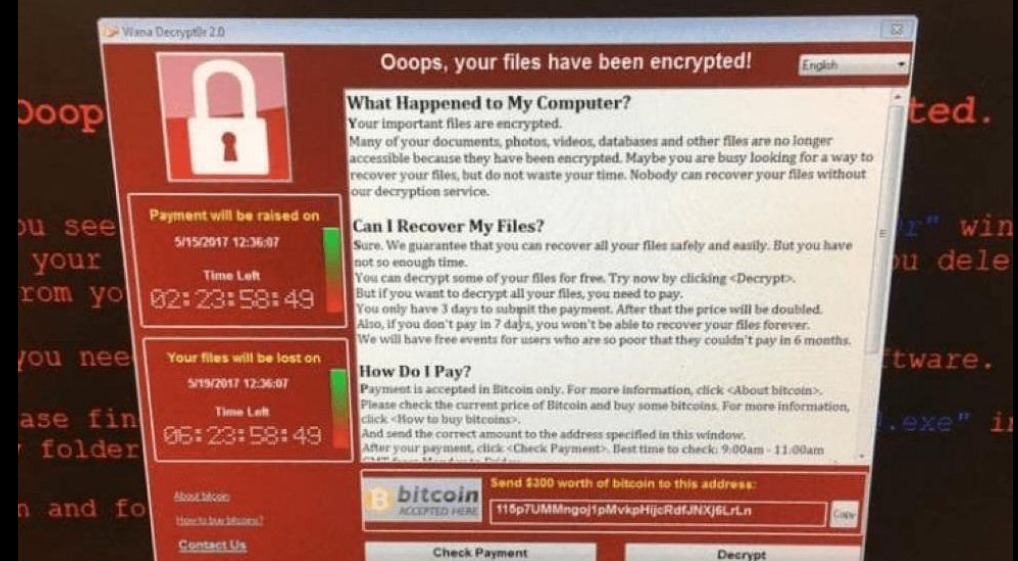 Wana Decrypt0r 2.0
Ooops, your files have been encrypted!
English
What Happened to My Computer?
Your important files are encrypted.
Many of your documents, photos, videos, databases and other files are no longer
accessible because they have been encrypted. Maybe you are busy looking for a way to
recover your files, but do not waste your time. Nobody can recover your files without
our decryption service.
Can I Recover My Files?
Sure. We guarantee that you can recover all your files safely and easily. But you have
not so enough time.
You can decrypt some of your files for free. Try now by clicking <Decrypt>.
But if you want to decrypt all your files, you need to pay.
You only have 3 days to submit the payment. After that the price will be doubled.
Also, if you don't pay in 7 days, you won't be able to recover your files forever.
We will have free events for users who are so poor that they couldn't pay in 6 months.
How Do I Pay?
Payment is accepted in Bitcoin only. For more information, click <About bitcoin>.
Please check the current price of Bitcoin and buy some bitcoins. For more information,
click <How to buy bitcoins>.
And send the correct amount to the address specified in this window.
After your payment, click <Check Payment>. Best time to check: 9:00am - 11:00am
Payment will be raised on
5/15/2017 12:36:07
Time Left
02:23:58:49
Your files will be lost on
5/19/2017 12:36:07
Time Left
06:23:58:49
About bitcoin
How to buy bitcoins?
Contact Us
bitcoin
ACCEPTED HERE
Send $300 worth of bitcoin to this address:
115p7UMMngoj1pMvkpHijcRdfJNXj6LrLn
Copy
Check Payment
Decrypt
Ooop
ted.
ou see
r" win
your
ou dele
rom yo
you nee
ftware.
ase fin
.exe" in
folder
n and fo